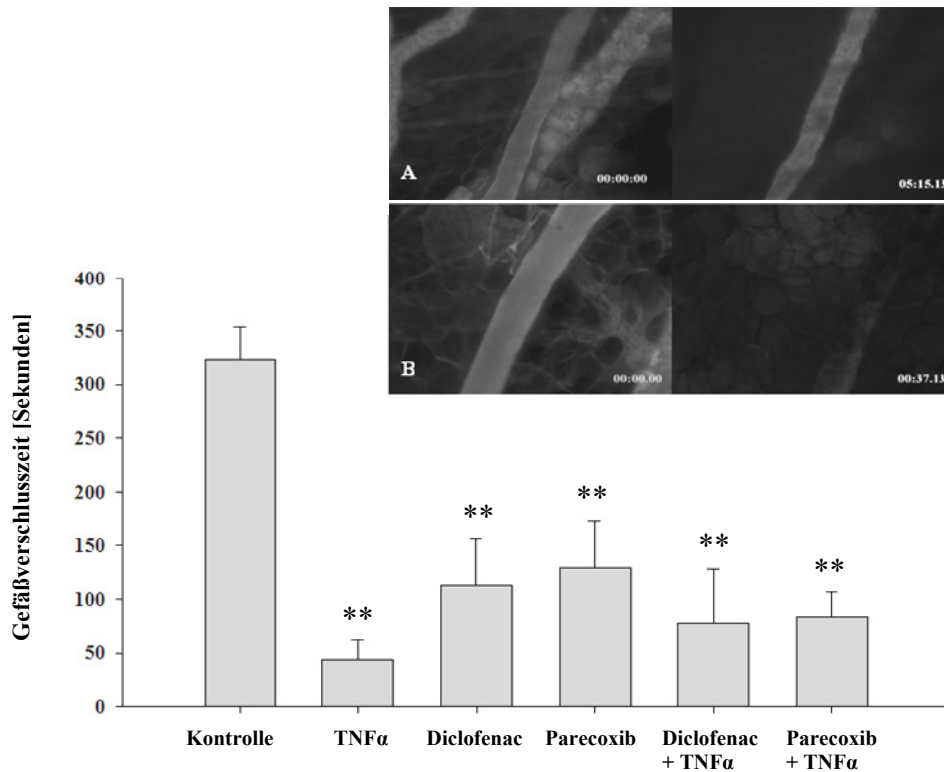 A
00:00:00
05:15.13
B
00:00.00
00:37.13
Gefäßverschlusszeit [Sekunden]
400
350
300
250
200
150
100
50
0
**
**
**
**
**
Kontrolle
TNFα
Diclofenac
Parecoxib
Diclofenac
+ TNFα
Parecoxib
+ TNFα